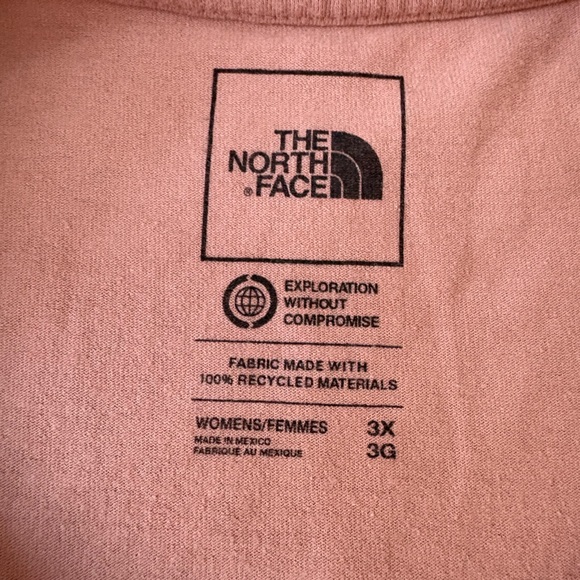 THE
NORTH
FACE
®
EXPLORATION
WITHOUT
COMPROMISE
FABRIC MADE WITH
100% RECYCLED MATERIALS
WOMENS/FEMMES 3X
MADE IN MEXICO
FABRIQUÉ AU MEXIQUE 3G